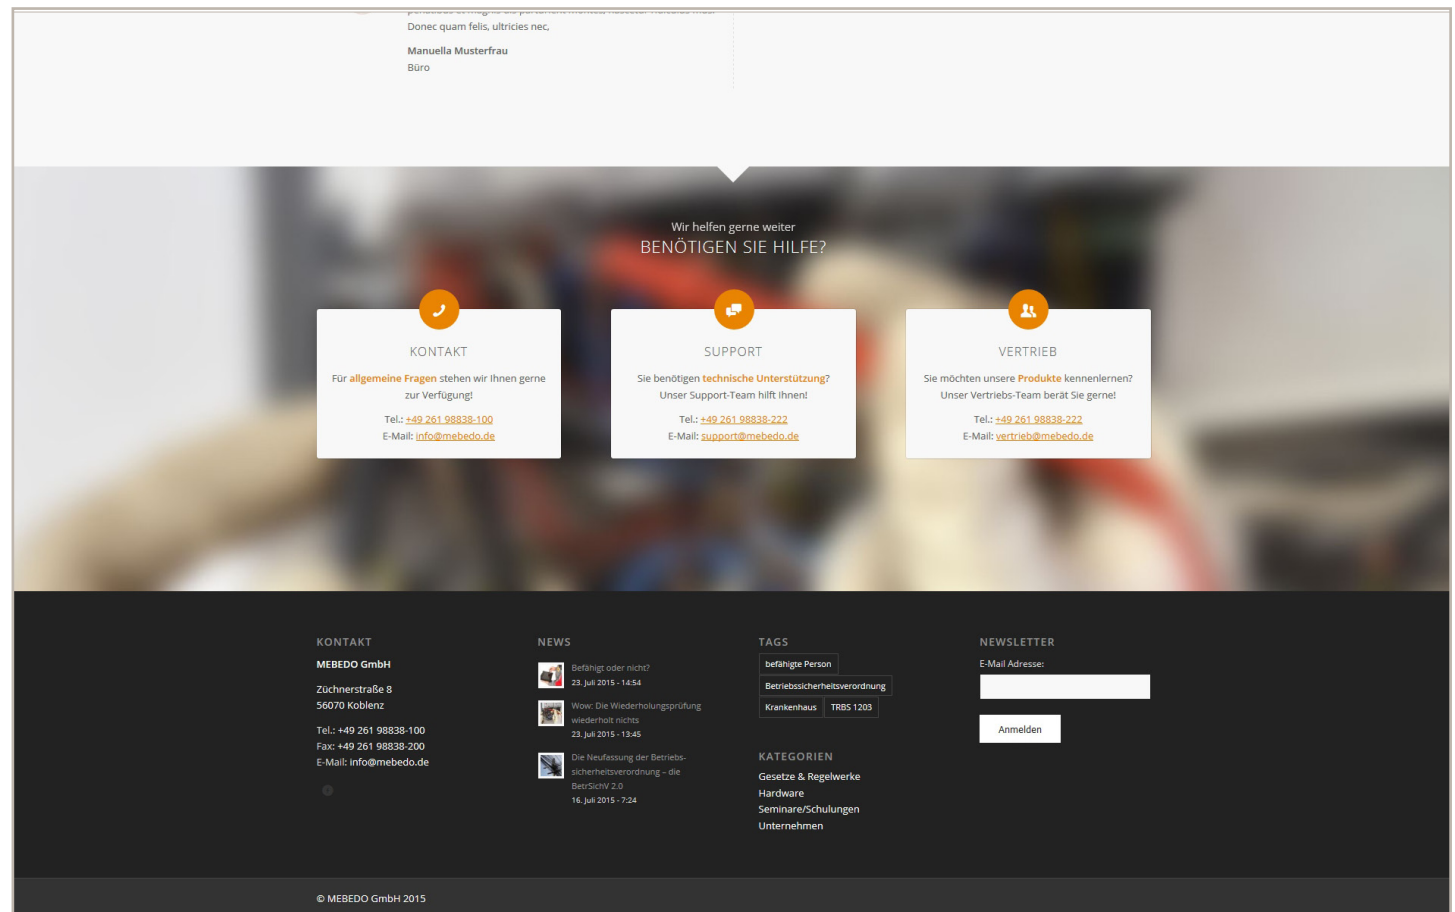 Donec quam felis, ultricies nec,
Manuella Musterfrau
Büro
Wir helfen gerne weiter
BENÖTIGEN SIE HILFE?
KONTAKT
Für allgemeine Fragen stehen wir Ihnen gerne
zur Verfügung!
Tel.: +49 261 98838-100
E-Mail: info@mebedo.de
SUPPORT
Sie benötigen technische Unterstützung?
Unser Support-Team hilft Ihnen!
Tel.: +49 261 98838-222
E-Mail: support@mebedo.de
VERTRIEB
Sie möchten unsere Produkte kennenlernen?
Unser Vertriebs-Team berät Sie gerne!
Tel.: +49 261 98838-222
E-Mail: vertrieb@mebedo.de
KONTAKT
MEBEDO GmbH
Züchnerstraße 8
56070 Koblenz
Tel.: +49 261 98838-100
Fax: +49 261 98838-200
E-Mail: info@mebedo.de
NEWS
Befähigt oder nicht?
23. Juli 2015 - 14:54
Wow: Die Wiederholungsprüfung
wiederholt nichts
23. Juli 2015 - 13:45
Die Neufassung der Betriebs-
sicherheitsverordnung – die
BetrSichV 2.0
16. Juli 2015 - 7:24
TAGS
befähigte Person
Betriebssicherheitsverordnung
Krankenhaus TRBS 1203
KATEGORIEN
Gesetze & Regelwerke
Hardware
Seminare/Schulungen
Unternehmen
NEWSLETTER
E-Mail Adresse:
Anmelden
© MEBEDO GmbH 2015